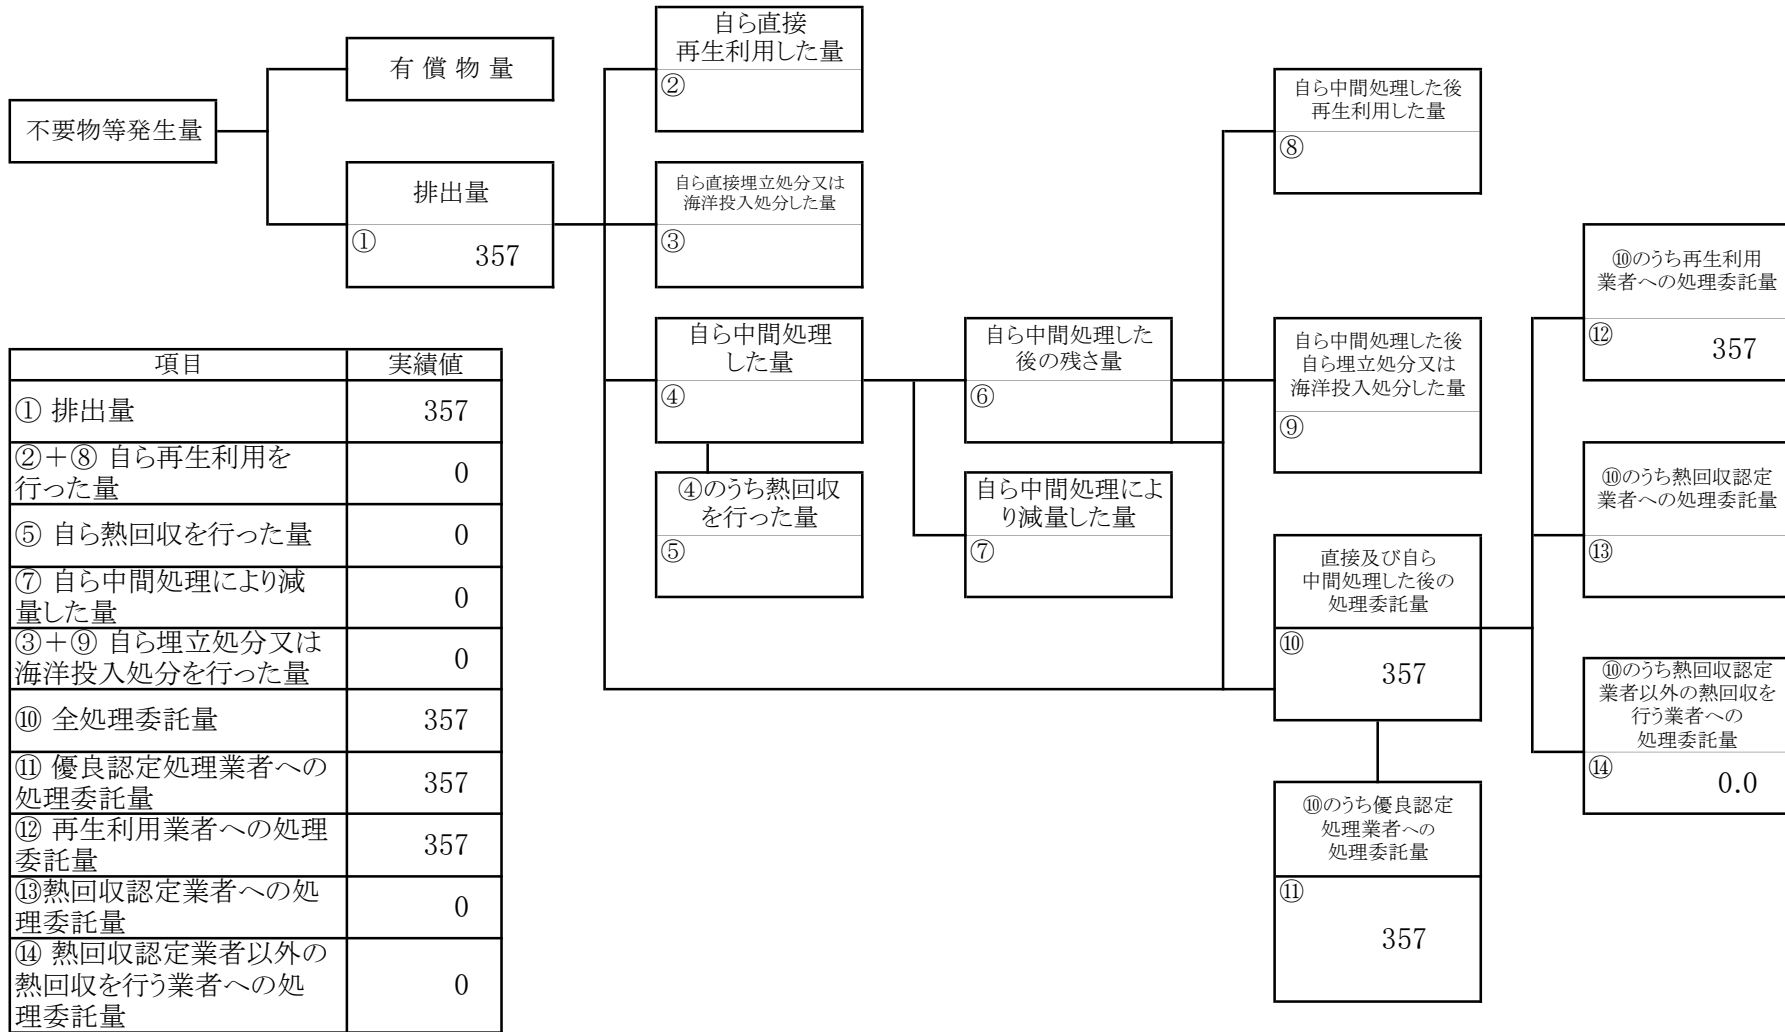 不要物等発生量
有 償 物 量
排出量
①
357
自ら直接
再生利用した量
②
自ら直接埋立処分又は
海洋投入処分した量
③
自ら中間処理
した量
④
④のうち熱回収
を行った量
⑤
自ら中間処理した
後の残さ量
⑥
自ら中間処理によ
り減量した量
⑦
自ら中間処理した後
再生利用した量
⑧
自ら中間処理した後
自ら埋立処分又は
海洋投入処分した量
⑨
直接及び自ら
中間処理した後の
処理委託量
⑩
357
⑩のうち優良認定
処理業者への
処理委託量
⑪
357
⑩のうち再生利用
業者への処理委託量
⑫
357
⑩のうち熱回収認定
業者への処理委託量
⑬
⑩のうち熱回収認定
業者以外の熱回収を
行う業者への
処理委託量
⑭
0.0
項目 実績値
① 排出量 357
②＋⑧ 自ら再生利用を
行った量 0
⑤ 自ら熱回収を行った量 0
⑦ 自ら中間処理により減
量した量 0
③＋⑨ 自ら埋立処分又は
海洋投入処分を行った量 0
⑩ 全処理委託量 357
⑪ 優良認定処理業者への
処理委託量 357
⑫ 再生利用業者への処理
委託量 357
⑬熱回収認定業者への処
理委託量 0
⑭ 熱回収認定業者以外の
熱回収を行う業者への処
理委託量 0